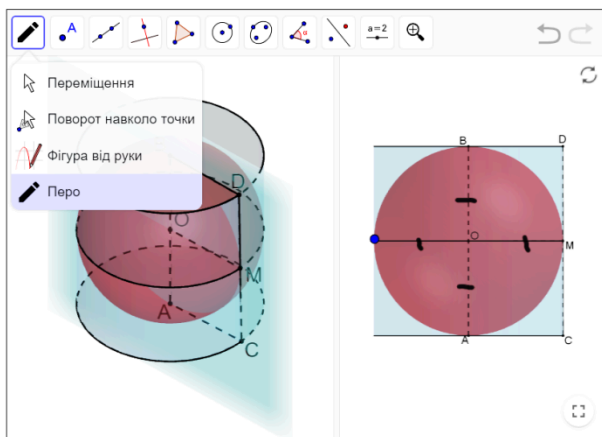 A
α
a=2
Переміщення
Поворот навколо точки
Фігура від руки
Перо
D
O
M
A
C
B
D
O
M
A
C